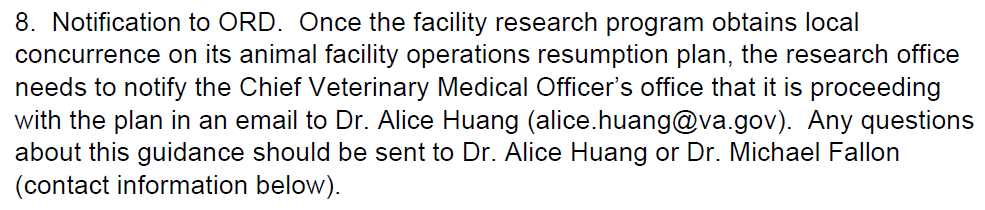 8.  Notification to ORD.  Once the facility research program obtains local
concurrence on its animal facility operations resumption plan, the research office
needs to notify the Chief Veterinary Medical Officer’s office that it is proceeding
with the plan in an email to Dr. Alice Huang (alice.huang@va.gov).  Any questions
about this guidance should be sent to Dr. Alice Huang or Dr. Michael Fallon
(contact information below).